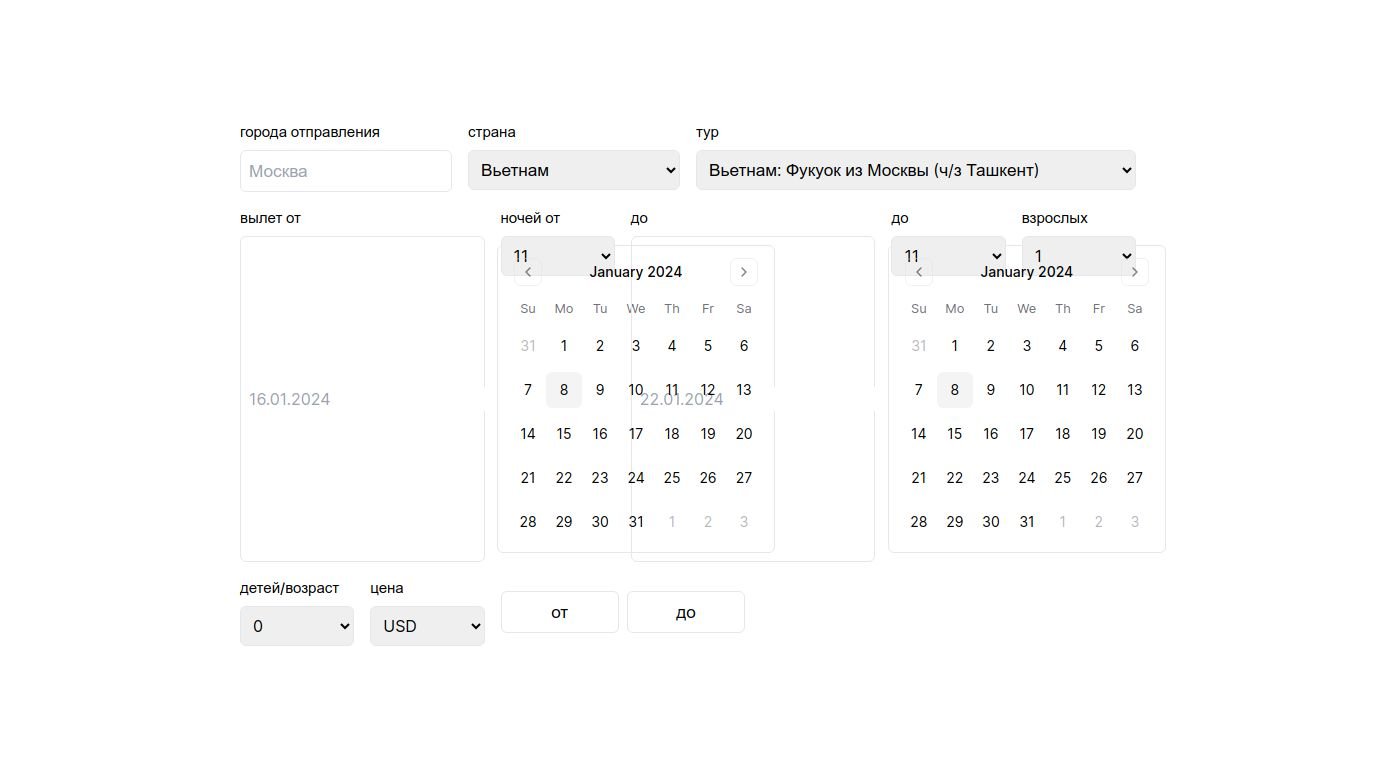 города отправления страна тур
Москва Вьетнам Вьетнам: Фукуок из Москвы (ч/з Ташкент)
вылет от ночей от до до взрослых
11 11 1
January 2024 January 2024
Su Mo Tu We Th Fr Sa Su Mo Tu We Th Fr Sa
31 1 2 3 4 5 6 31 1 2 3 4 5 6
7 8 9 10 11 12 13 7 8 9 10 11 12 13
16.01.2024 22.01.2024
14 15 16 17 18 19 20 14 15 16 17 18 19 20
21 22 23 24 25 26 27 21 22 23 24 25 26 27
28 29 30 31 1 2 3 28 29 30 31 1 2 3
детей/возраст цена
0 USD от до